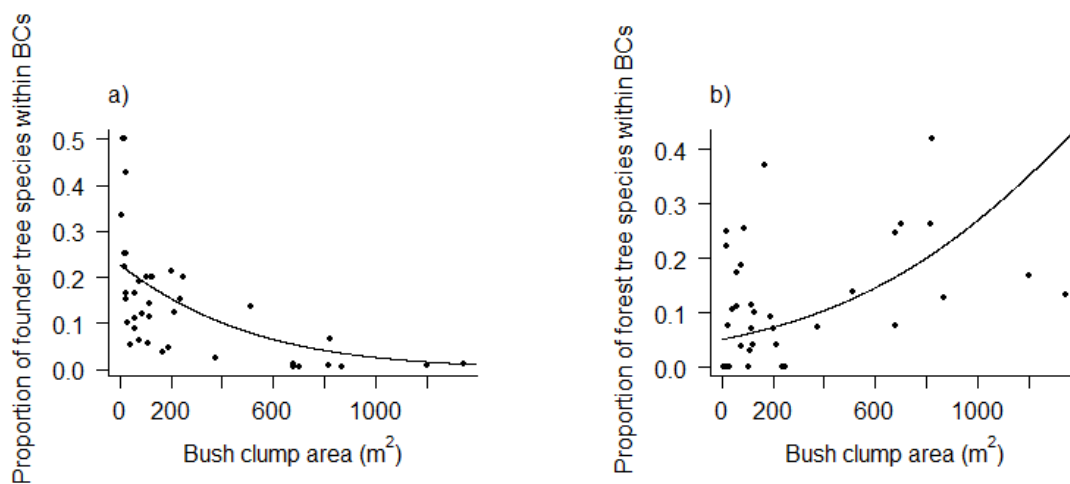 Proportion of founder tree species within BCs
a)
0.5
0.4
0.3
0.2
0.1
0.0
0 200 600 1000
Bush clump area (m²)
Proportion of forest tree species within BCs
b)
0.4
0.3
0.2
0.1
0.0
0 200 600 1000
Bush clump area (m²)